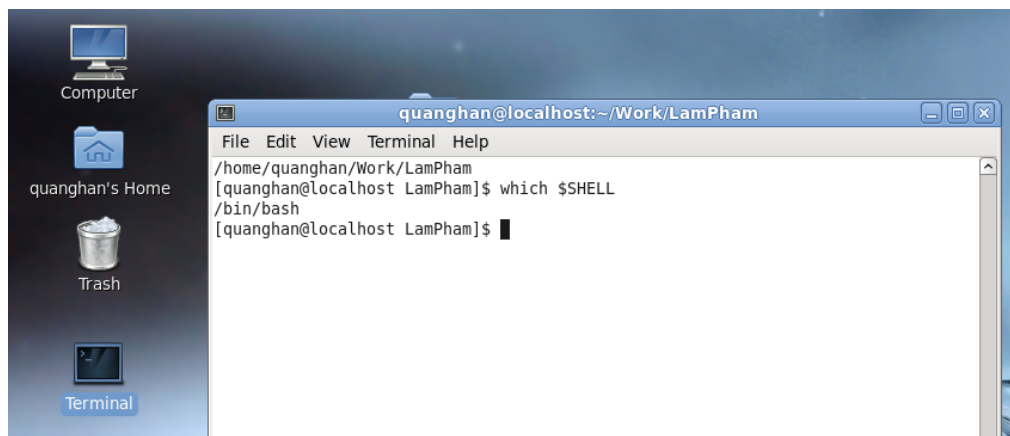 Computer
quanghan's Home
Trash
Terminal
quanghan@localhost:~/Work/LamPham
File Edit View Terminal Help
/home/quanghan/Work/LamPham
[quanghan@localhost LamPham]$ which $SHELL
/bin/bash
[quanghan@localhost LamPham]$